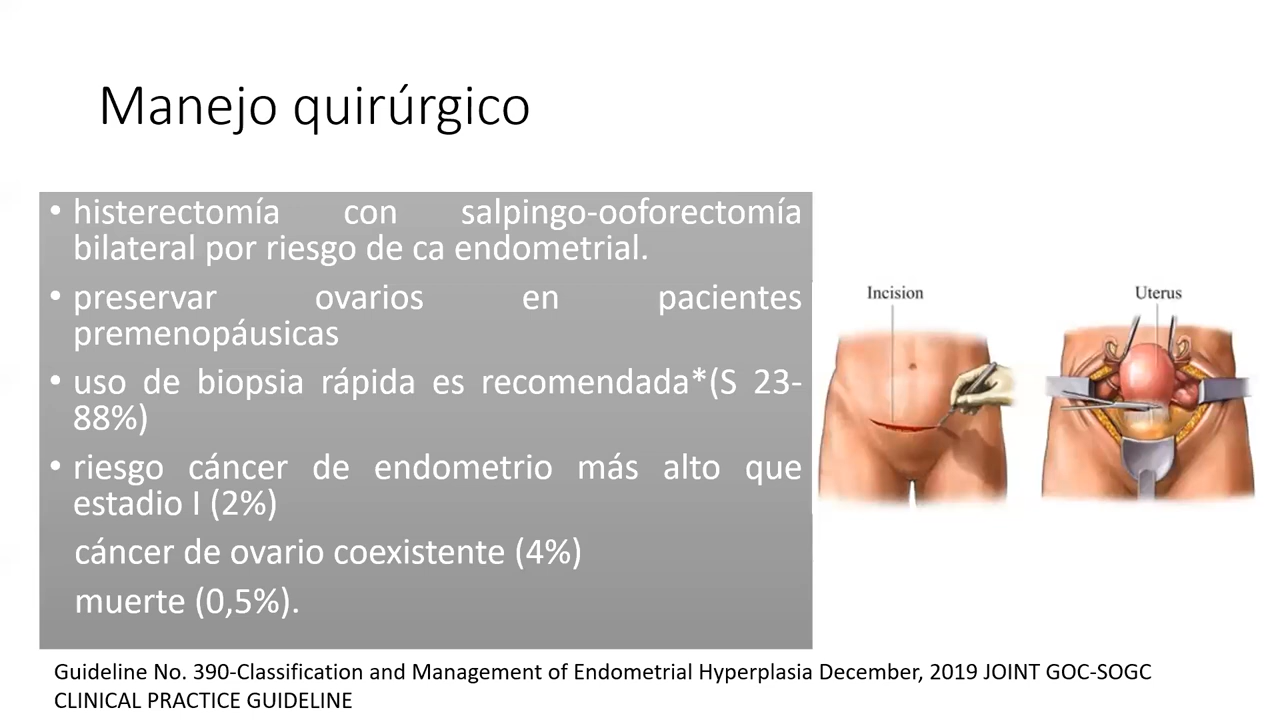 Manejo quirúrgico
• histerectomía con salpingo-ooforectomía
bilateral por riesgo de ca endometrial.
• preservar ovarios en pacientes
premenopáusicas
• uso de biopsia rápida es recomendada*(S 23-
88%)
• riesgo cáncer de endometrio más alto que
estadio I (2%)
cáncer de ovario coexistente (4%)
muerte (0,5%).
Incision
Uterus
Guideline No. 390-Classification and Management of Endometrial Hyperplasia December, 2019 JOINT GOC-SOGC
CLINICAL PRACTICE GUIDELINE